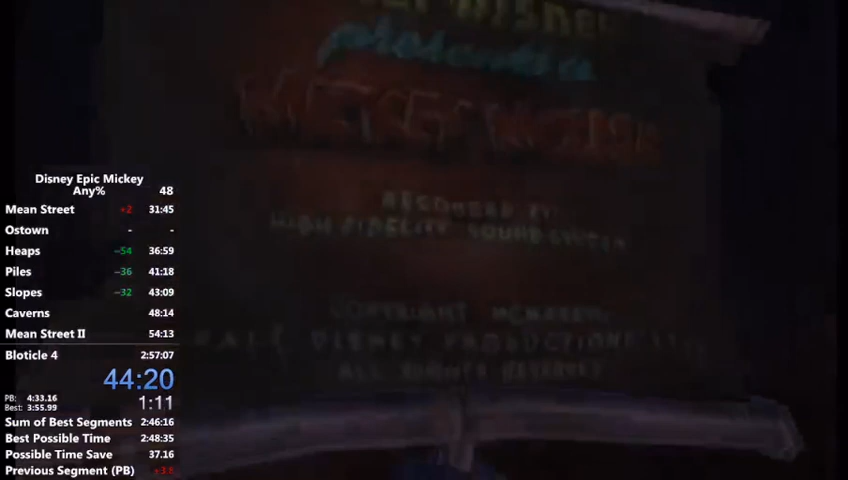 WALT DISNEY
presents a
RECORDED BY
HIGH FIDELITY SOUND SYSTEM
COPYRIGHT
WALT DISNEY PRODUCTIONS
ALL RIGHTS RESERVED
Disney Epic Mickey
Any% 48
Mean Street +2 31:45
Ostown - -
Heaps −54 36:59
Piles −36 41:18
Slopes −32 43:09
Caverns 48:14
Mean Street II 54:13
Bloticle 4 2:57:07
44:20
PB: 4:33.16
Best: 3:55.99 1:11
Sum of Best Segments 2:46:16
Best Possible Time 2:48:35
Possible Time Save 37.16
Previous Segment (PB)